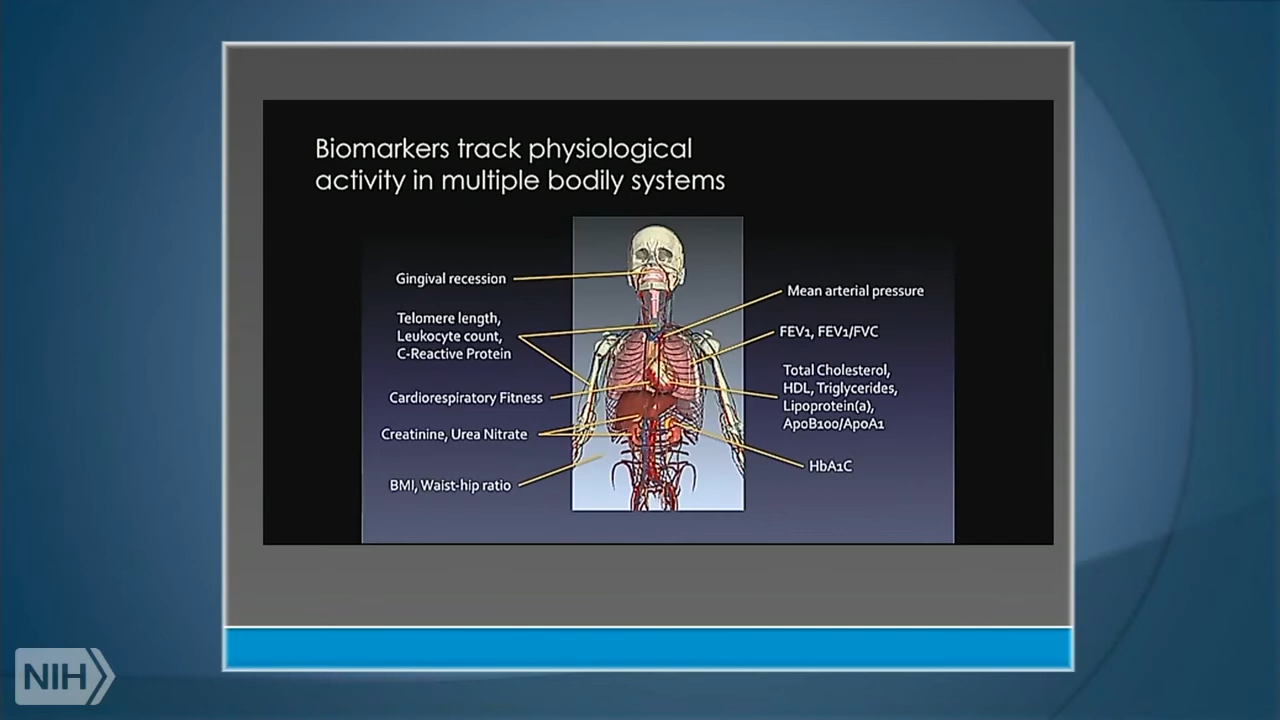 Biomarkers track physiological
activity in multiple bodily systems
Gingival recession
Telomere length,
Leukocyte count,
C-Reactive Protein
Cardiorespiratory Fitness
Creatinine, Urea Nitrate
BMI, Waist-hip ratio
Mean arterial pressure
FEV1, FEV1/FVC
Total Cholesterol,
HDL, Triglycerides,
Lipoprotein(a),
ApoB100/ApoA1
HbA1C
NIH